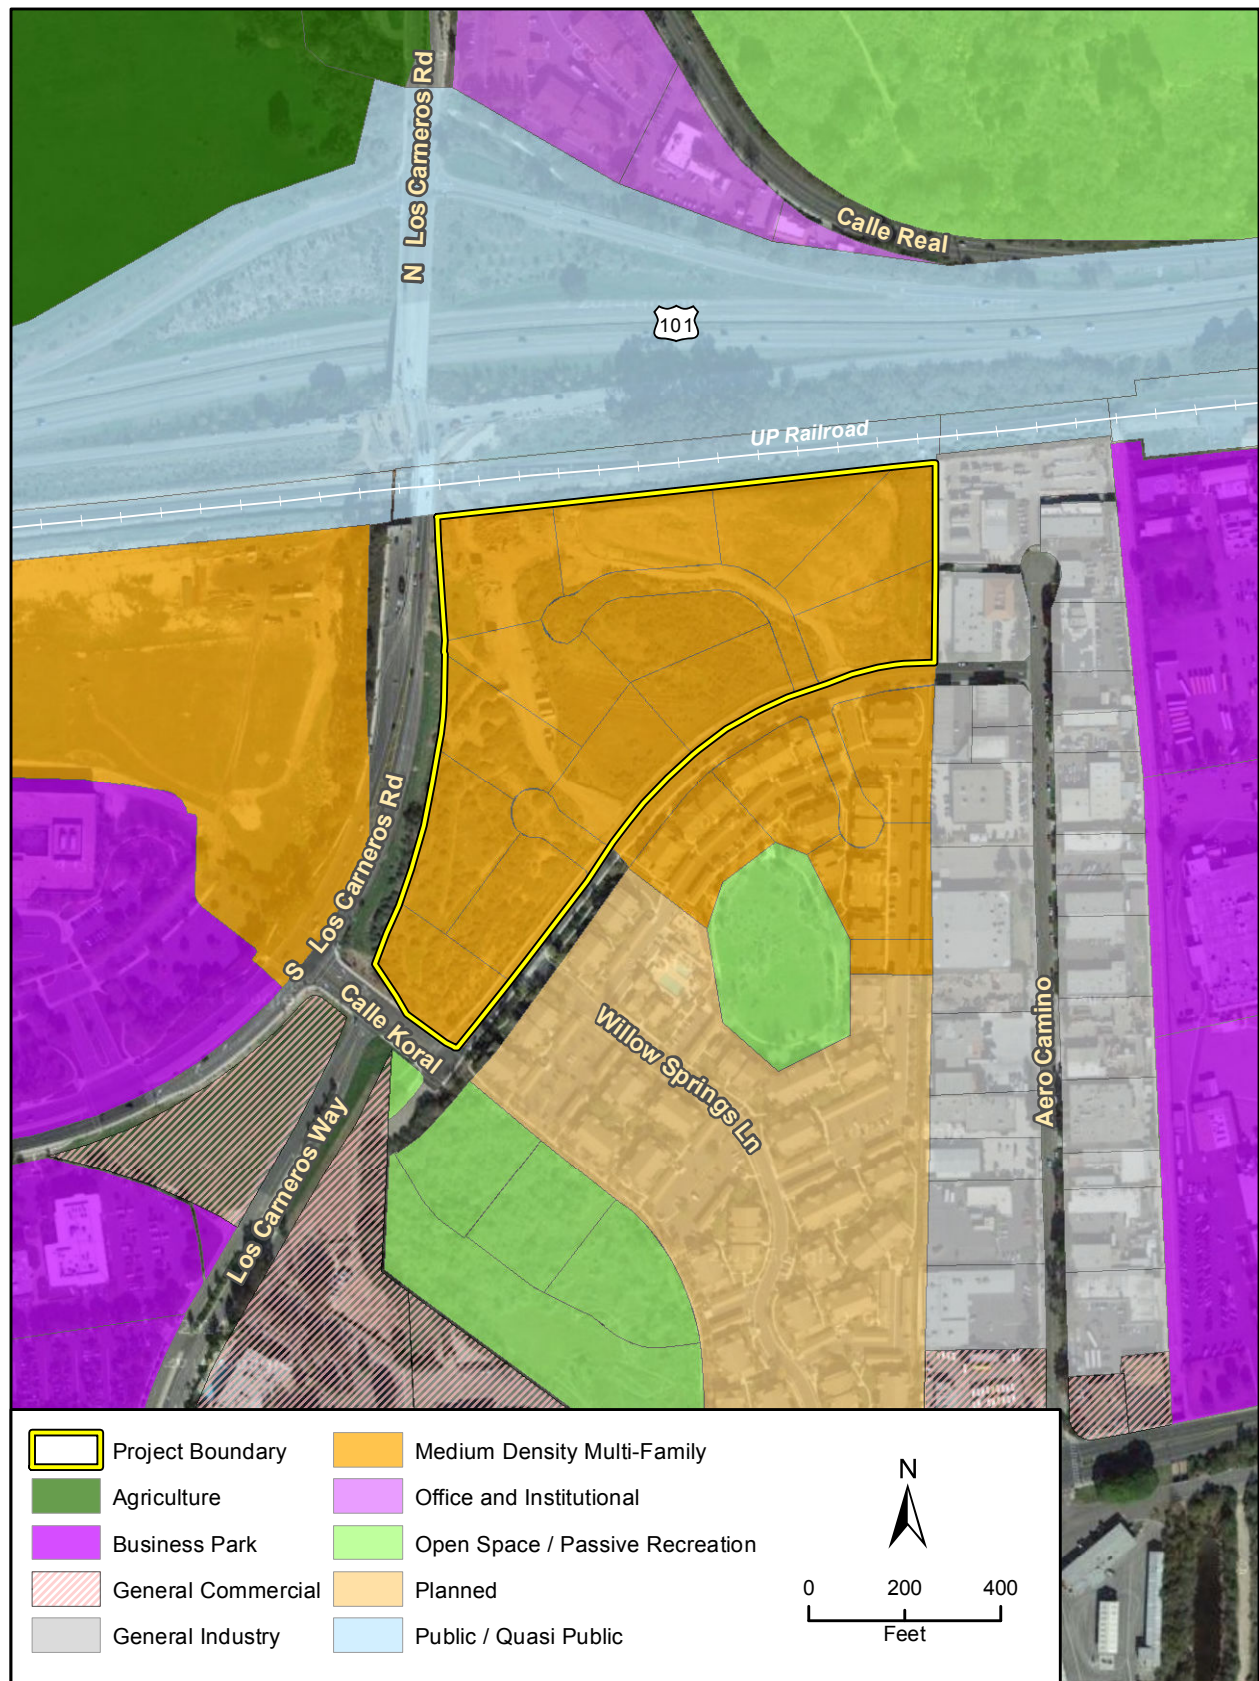 N Los Carneros Rd
Calle Real
101
UP Railroad
S Los Carneros Rd
Calle Koral
Willow Springs Ln
Aero Camino
Los Carneros Way
Project Boundary
Agriculture
Business Park
General Commercial
General Industry
Medium Density Multi-Family
Office and Institutional
Open Space / Passive Recreation
Planned
Public / Quasi Public
N
0 200 400
Feet